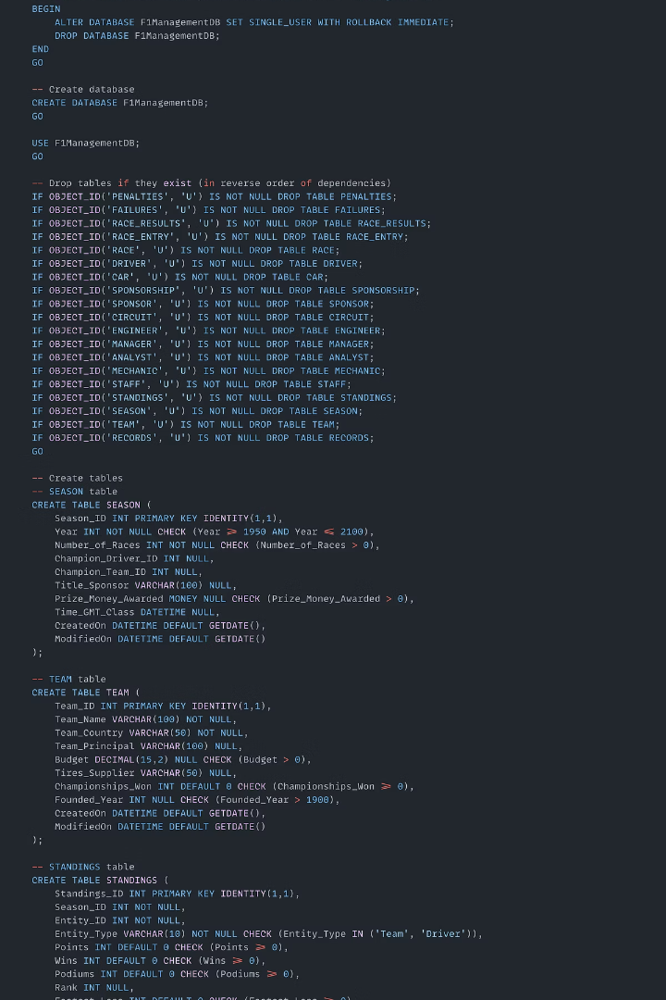 BEGIN
    ALTER DATABASE F1ManagementDB SET SINGLE_USER WITH ROLLBACK IMMEDIATE;
    DROP DATABASE F1ManagementDB;
END
GO

-- Create database
CREATE DATABASE F1ManagementDB;
GO

USE F1ManagementDB;
GO

-- Drop tables if they exist (in reverse order of dependencies)
IF OBJECT_ID('PENALTIES', 'U') IS NOT NULL DROP TABLE PENALTIES;
IF OBJECT_ID('FAILURES', 'U') IS NOT NULL DROP TABLE FAILURES;
IF OBJECT_ID('RACE_RESULTS', 'U') IS NOT NULL DROP TABLE RACE_RESULTS;
IF OBJECT_ID('RACE_ENTRY', 'U') IS NOT NULL DROP TABLE RACE_ENTRY;
IF OBJECT_ID('RACE', 'U') IS NOT NULL DROP TABLE RACE;
IF OBJECT_ID('DRIVER', 'U') IS NOT NULL DROP TABLE DRIVER;
IF OBJECT_ID('CAR', 'U') IS NOT NULL DROP TABLE CAR;
IF OBJECT_ID('SPONSORSHIP', 'U') IS NOT NULL DROP TABLE SPONSORSHIP;
IF OBJECT_ID('SPONSOR', 'U') IS NOT NULL DROP TABLE SPONSOR;
IF OBJECT_ID('CIRCUIT', 'U') IS NOT NULL DROP TABLE CIRCUIT;
IF OBJECT_ID('ENGINEER', 'U') IS NOT NULL DROP TABLE ENGINEER;
IF OBJECT_ID('MANAGER', 'U') IS NOT NULL DROP TABLE MANAGER;
IF OBJECT_ID('ANALYST', 'U') IS NOT NULL DROP TABLE ANALYST;
IF OBJECT_ID('MECHANIC', 'U') IS NOT NULL DROP TABLE MECHANIC;
IF OBJECT_ID('STAFF', 'U') IS NOT NULL DROP TABLE STAFF;
IF OBJECT_ID('STANDINGS', 'U') IS NOT NULL DROP TABLE STANDINGS;
IF OBJECT_ID('SEASON', 'U') IS NOT NULL DROP TABLE SEASON;
IF OBJECT_ID('TEAM', 'U') IS NOT NULL DROP TABLE TEAM;
IF OBJECT_ID('RECORDS', 'U') IS NOT NULL DROP TABLE RECORDS;
GO

-- Create tables
-- SEASON table
CREATE TABLE SEASON (
    Season_ID INT PRIMARY KEY IDENTITY(1,1),
    Year INT NOT NULL CHECK (Year >= 1950 AND Year <= 2100),
    Number_of_Races INT NOT NULL CHECK (Number_of_Races > 0),
    Champion_Driver_ID INT NULL,
    Champion_Team_ID INT NULL,
    Title_Sponsor VARCHAR(100) NULL,
    Prize_Money_Awarded MONEY NULL CHECK (Prize_Money_Awarded > 0),
    Time_GMT_Class DATETIME NULL,
    CreatedOn DATETIME DEFAULT GETDATE(),
    ModifiedOn DATETIME DEFAULT GETDATE()
);

-- TEAM table
CREATE TABLE TEAM (
    Team_ID INT PRIMARY KEY IDENTITY(1,1),
    Team_Name VARCHAR(100) NOT NULL,
    Team_Country VARCHAR(50) NOT NULL,
    Team_Principal VARCHAR(100) NULL,
    Budget DECIMAL(15,2) NULL CHECK (Budget > 0),
    Tires_Supplier VARCHAR(50) NULL,
    Championships_Won INT DEFAULT 0 CHECK (Championships_Won >= 0),
    Founded_Year INT NULL CHECK (Founded_Year > 1900),
    CreatedOn DATETIME DEFAULT GETDATE(),
    ModifiedOn DATETIME DEFAULT GETDATE()
);

-- STANDINGS table
CREATE TABLE STANDINGS (
    Standings_ID INT PRIMARY KEY IDENTITY(1,1),
    Season_ID INT NOT NULL,
    Entity_ID INT NOT NULL,
    Entity_Type VARCHAR(10) NOT NULL CHECK (Entity_Type IN ('Team', 'Driver')),
    Points INT DEFAULT 0 CHECK (Points >= 0),
    Wins INT DEFAULT 0 CHECK (Wins >= 0),
    Podiums INT DEFAULT 0 CHECK (Podiums >= 0),
    Rank INT NULL,